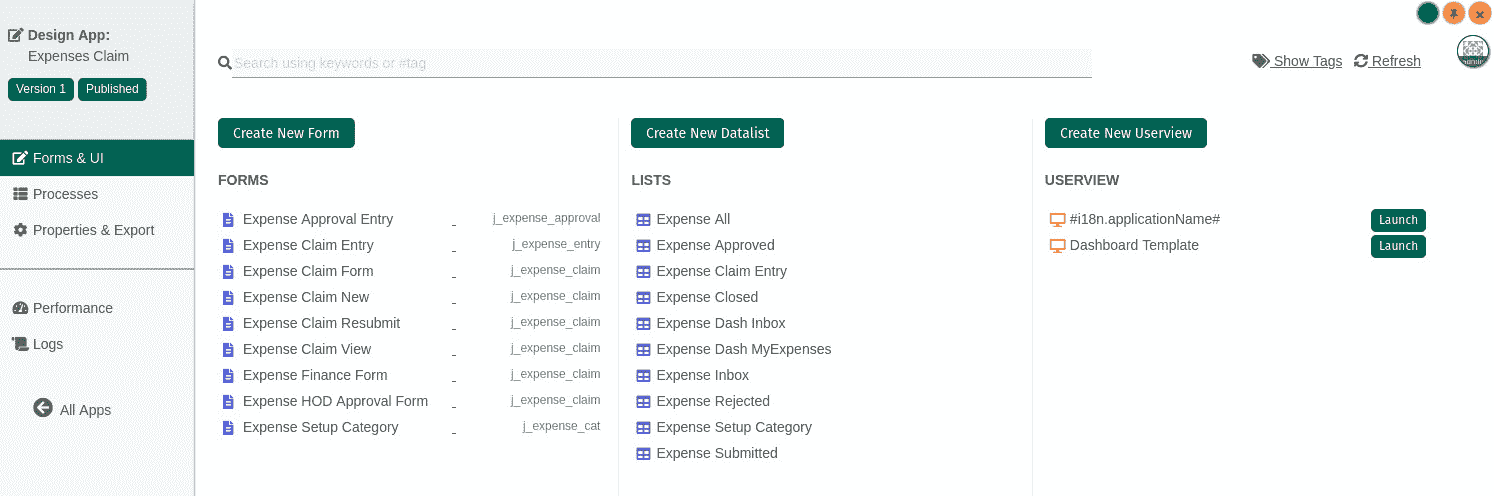 Design App:
Expenses Claim
Version 1 Published
Forms & UI
Processes
Properties & Export
Performance
Logs
All Apps
Search using keywords or #tag
Show Tags Refresh
Create New Form
FORMS
Expense Approval Entry _ j_expense_approval
Expense Claim Entry _ j_expense_entry
Expense Claim Form _ j_expense_claim
Expense Claim New _ j_expense_claim
Expense Claim Resubmit _ j_expense_claim
Expense Claim View _ j_expense_claim
Expense Finance Form _ j_expense_claim
Expense HOD Approval Form _ j_expense_claim
Expense Setup Category _ j_expense_cat
Create New Datalist
LISTS
Expense All
Expense Approved
Expense Claim Entry
Expense Closed
Expense Dash Inbox
Expense Dash MyExpenses
Expense Inbox
Expense Rejected
Expense Setup Category
Expense Submitted
Create New Userview
USERVIEW
#i18n.applicationName# Launch
Dashboard Template Launch